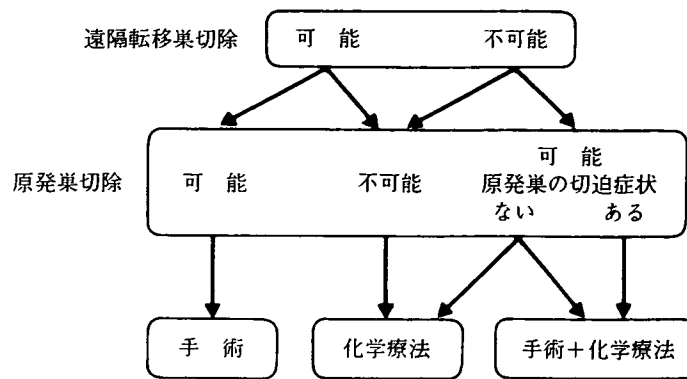 遠隔転移巣切除 可 能 不可能
可 能
原発巣切除 可 能 不可能 原発巣の切迫症状
ない ある
手 術 化学療法 手術+化学療法